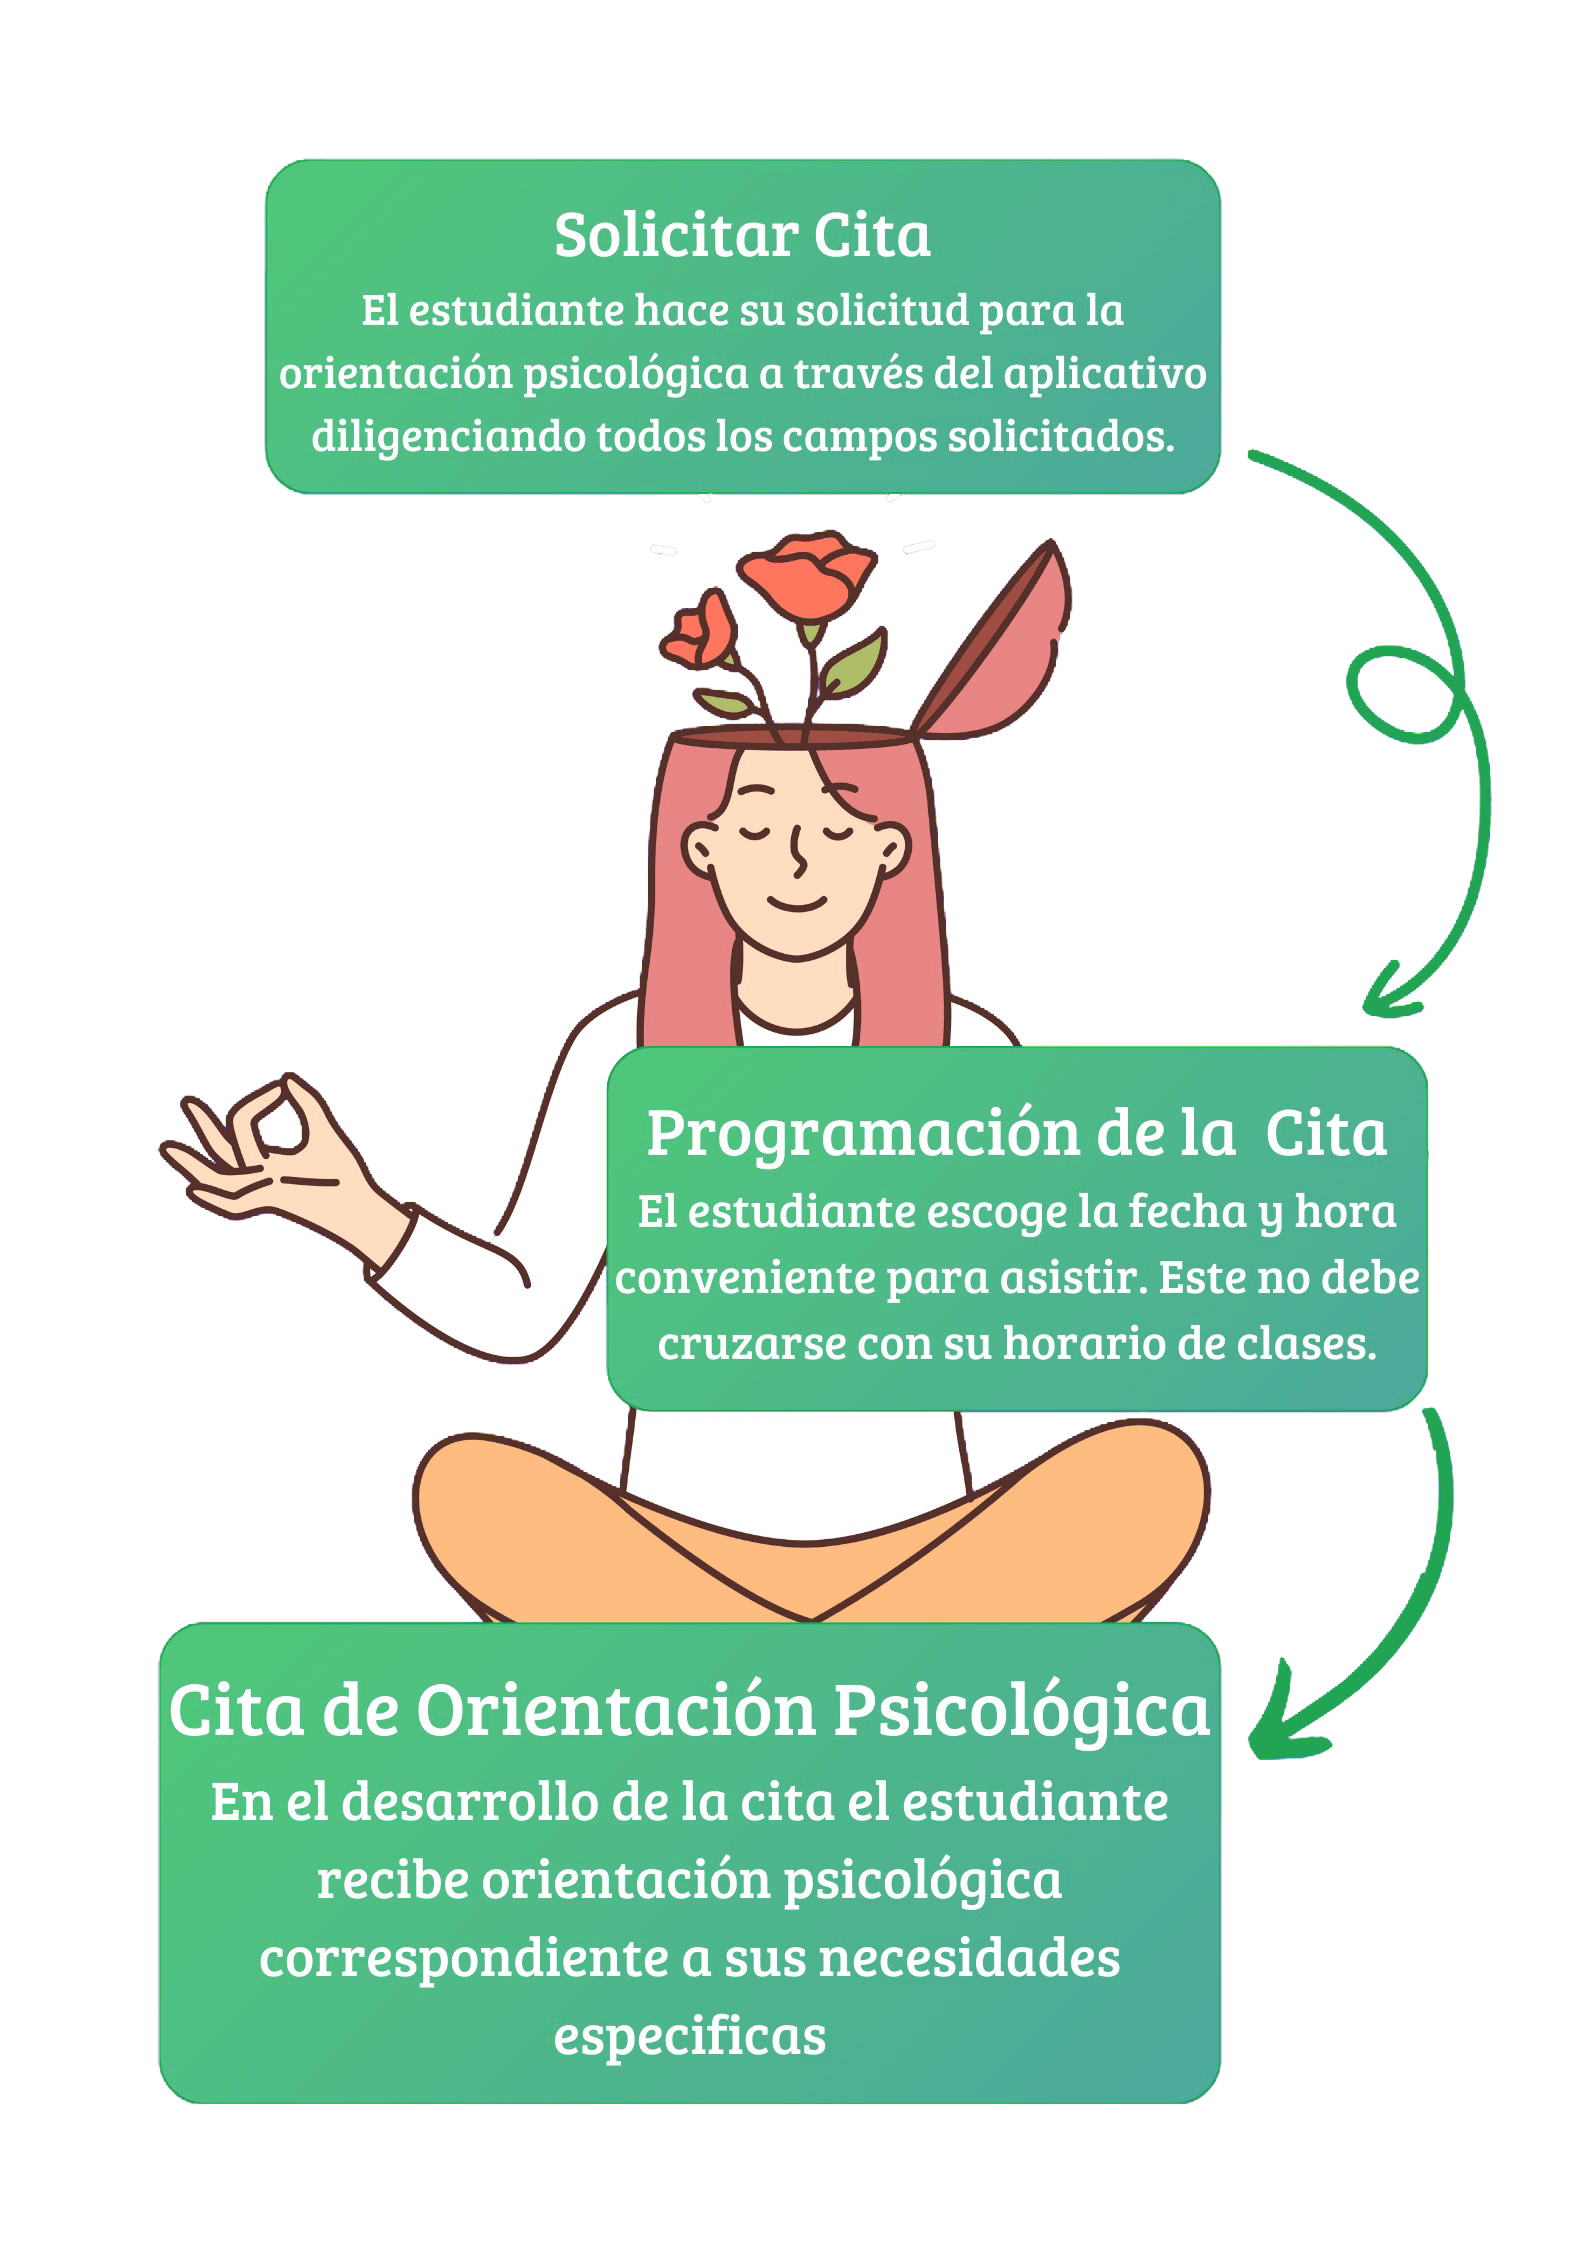 Solicitar Cita
El estudiante hace su solicitud para la
orientación psicológica a través del aplicativo
diligenciando todos los campos solicitados.
Programación de la  Cita
El estudiante escoge la fecha y hora
conveniente para asistir. Este no debe
cruzarse con su horario de clases.
Cita de Orientación Psicológica
En el desarrollo de la cita el estudiante
recibe orientación psicológica
correspondiente a sus necesidades
especificas